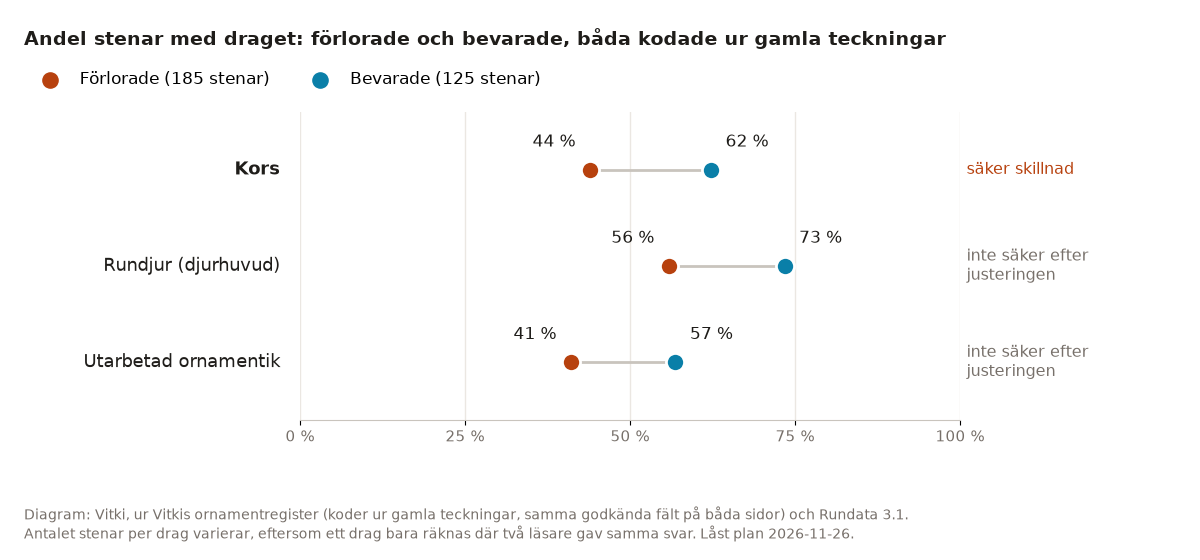 Andel stenar med draget: förlorade och bevarade, båda kodade ur gamla teckningar
Förlorade (185 stenar)
Bevarade (125 stenar)
44 %
62 %
Kors
säker skillnad
56 %
73 %
Rundjur (djurhuvud)
inte säker efter
justeringen
41 %
57 %
Utarbetad ornamentik
inte säker efter
justeringen
0 %
25 %
50 %
75 %
100 %
Diagram: Vitki, ur Vitkis ornamentregister (koder ur gamla teckningar, samma godkända fält på båda sidor) och Rundata 3.1.
Antalet stenar per drag varierar, eftersom ett drag bara räknas där två läsare gav samma svar. Låst plan 2026-11-26.